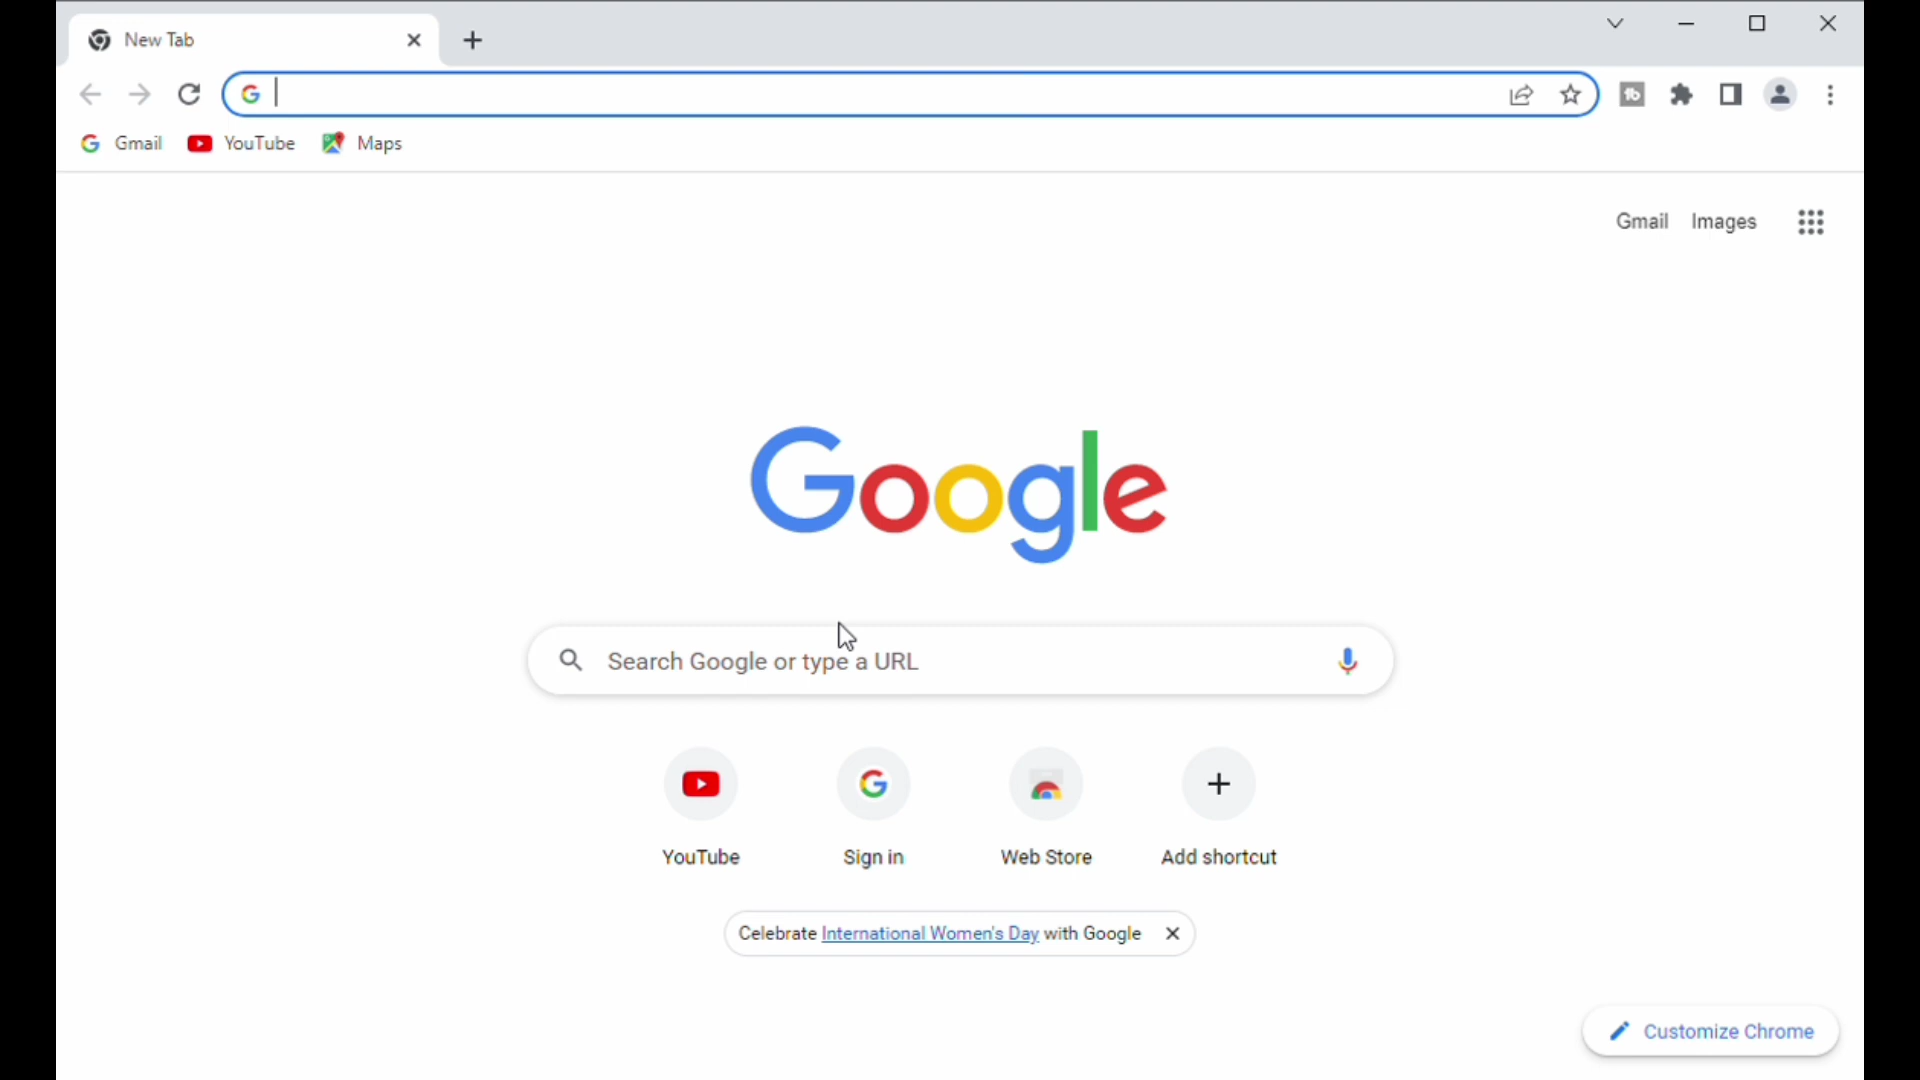 New Tab
Gmail YouTube Maps
Gmail Images
Google
Search Google or type a URL
YouTube Sign in Web Store Add shortcut
Celebrate International Women's Day with Google
Customize Chrome